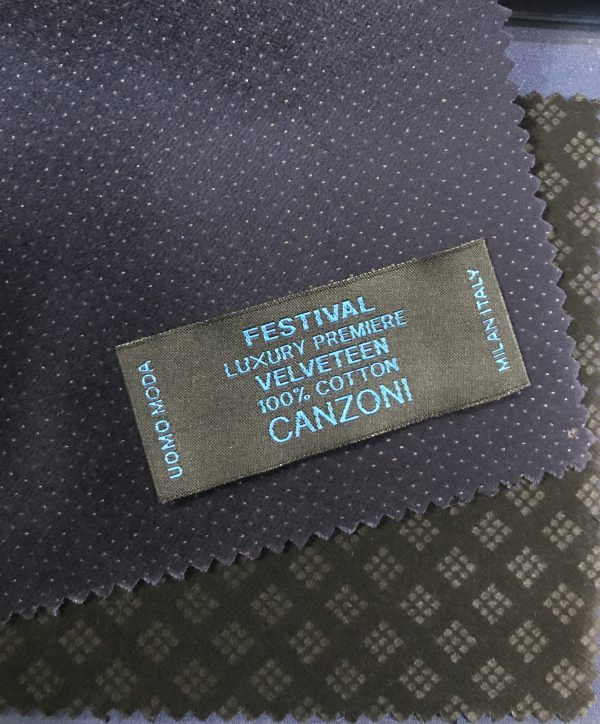 UOMO MODA
FESTIVAL
LUXURY PREMIERE
VELVETEEN
100% COTTON
CANZONI
MILAN ITALY